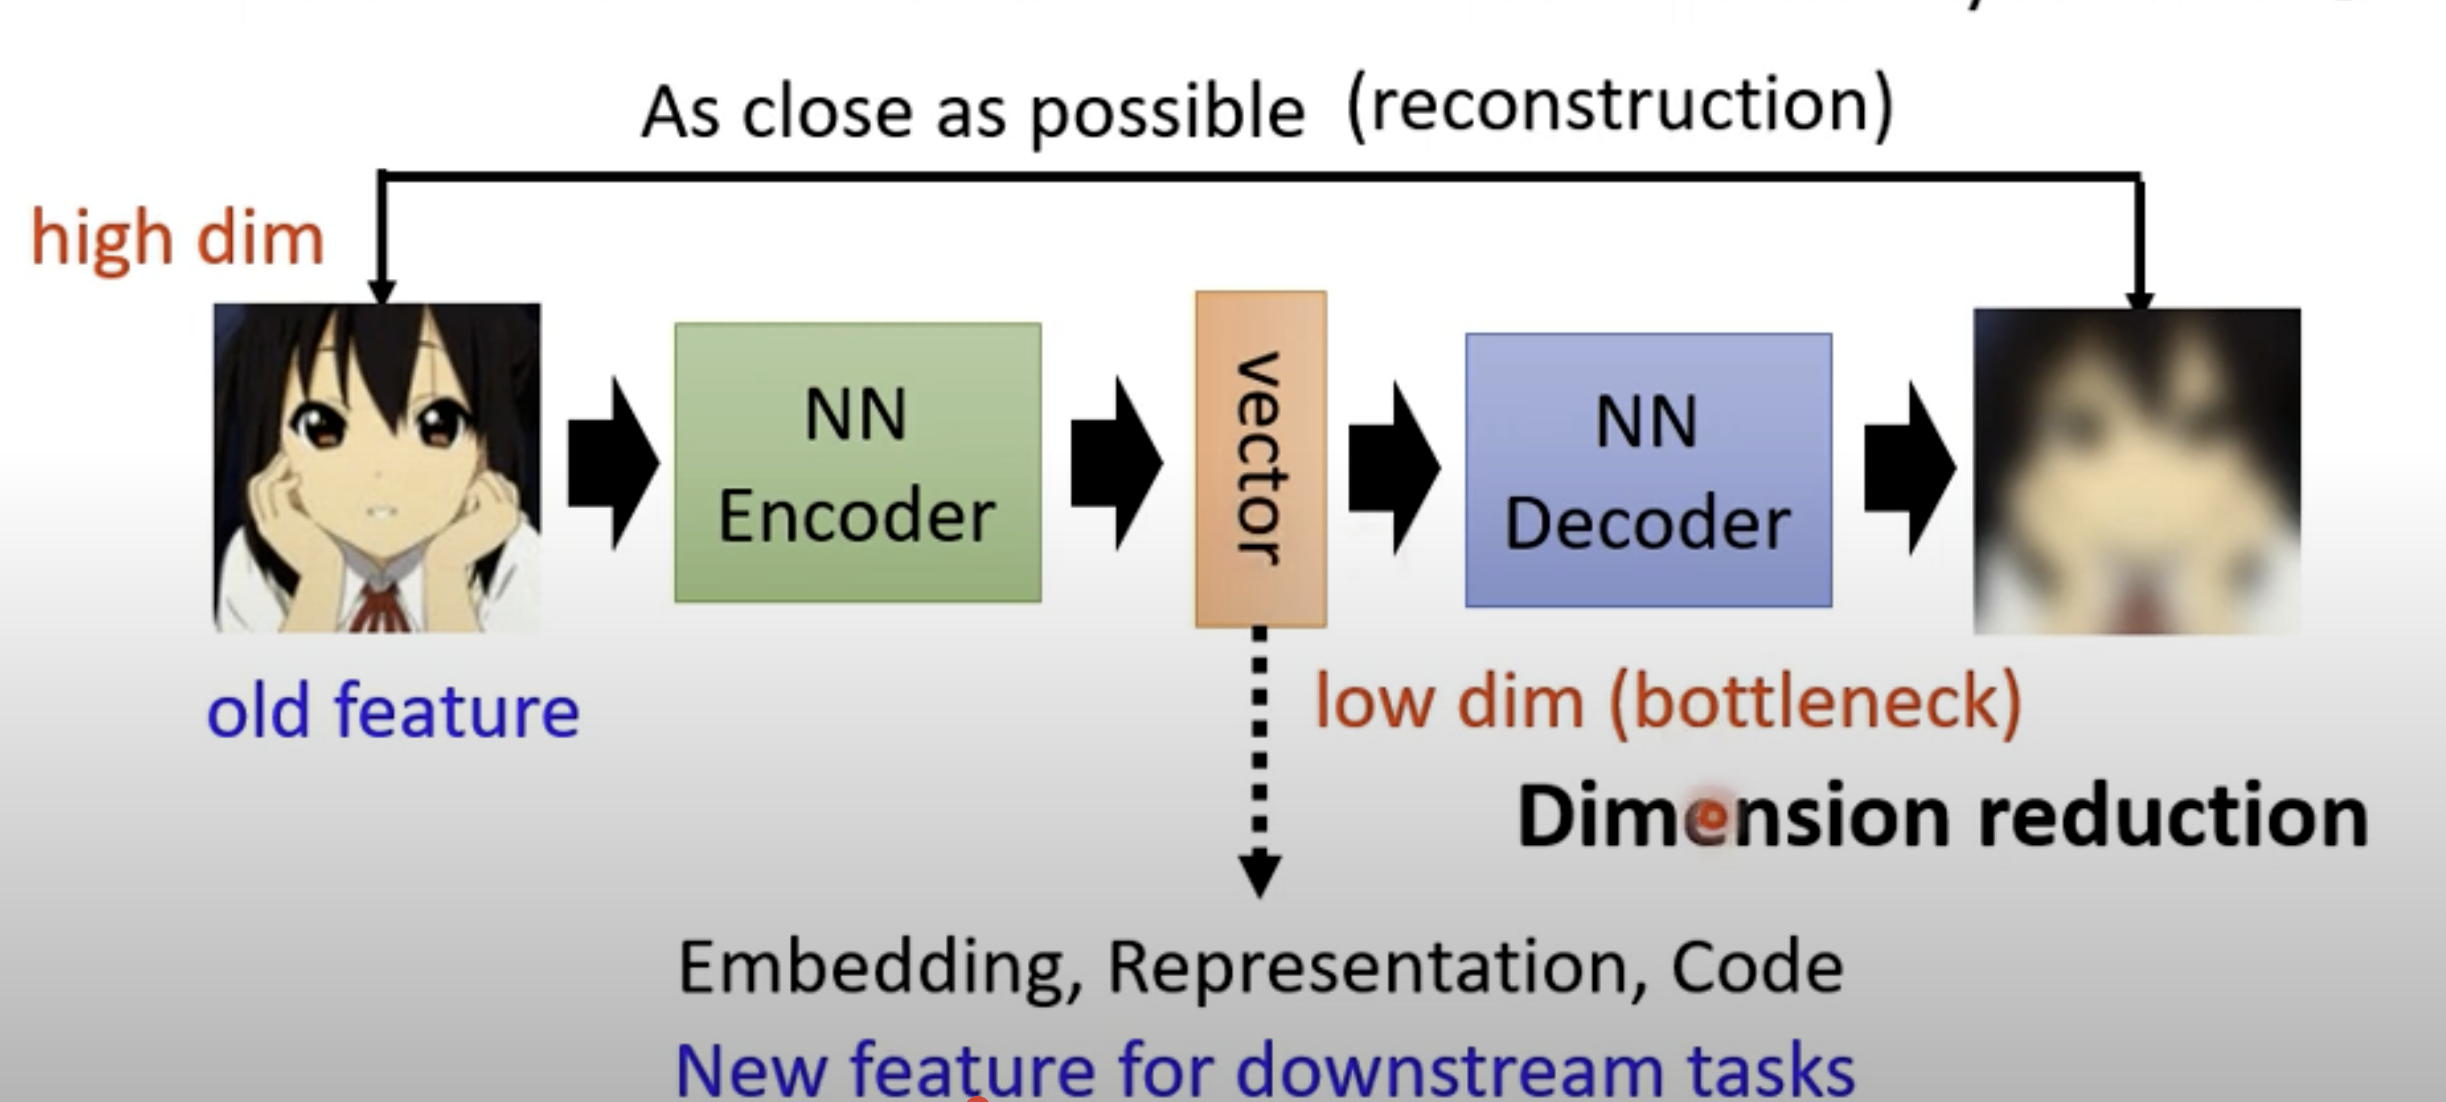 As close as possible (reconstruction)
high dim
NN
Encoder
vector
NN
Decoder
old feature
low dim (bottleneck)
Dimension reduction
Embedding, Representation, Code
New feature for downstream tasks